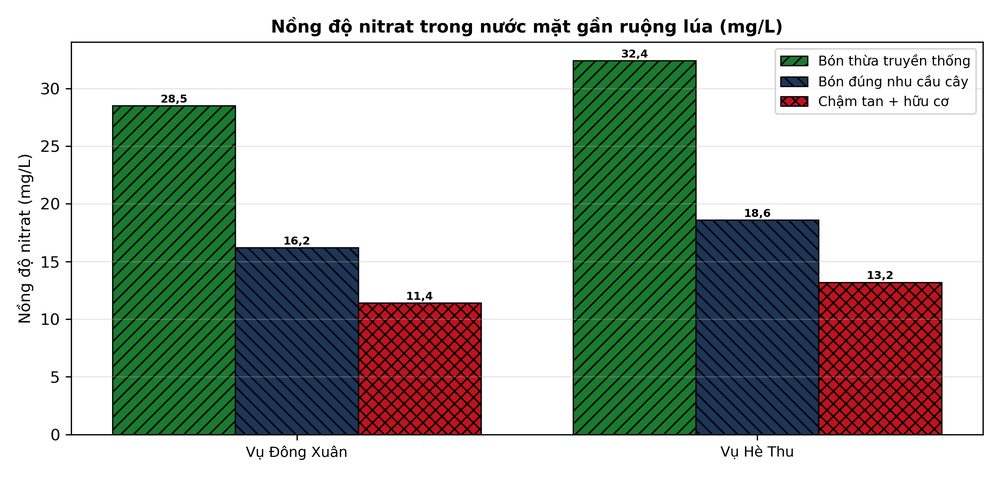 Nồng độ nitrat trong nước mặt gần ruộng lúa (mg/L)
Nồng độ nitrat (mg/L)
30
25
20
15
10
5
0
28,5
16,2
11,4
32,4
18,6
13,2
Bón thừa truyền thống
Bón đúng nhu cầu cây
Chậm tan + hữu cơ
Vụ Đông Xuân
Vụ Hè Thu